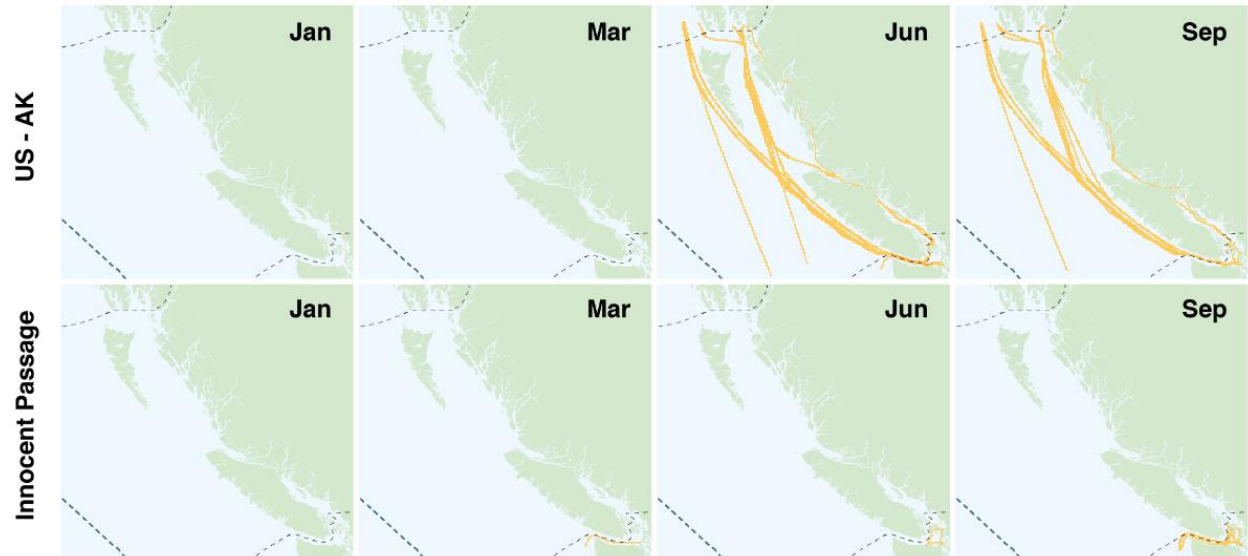 US - AK
Jan
Mar
Jun
Sep
Innocent Passage
Jan
Mar
Jun
Sep